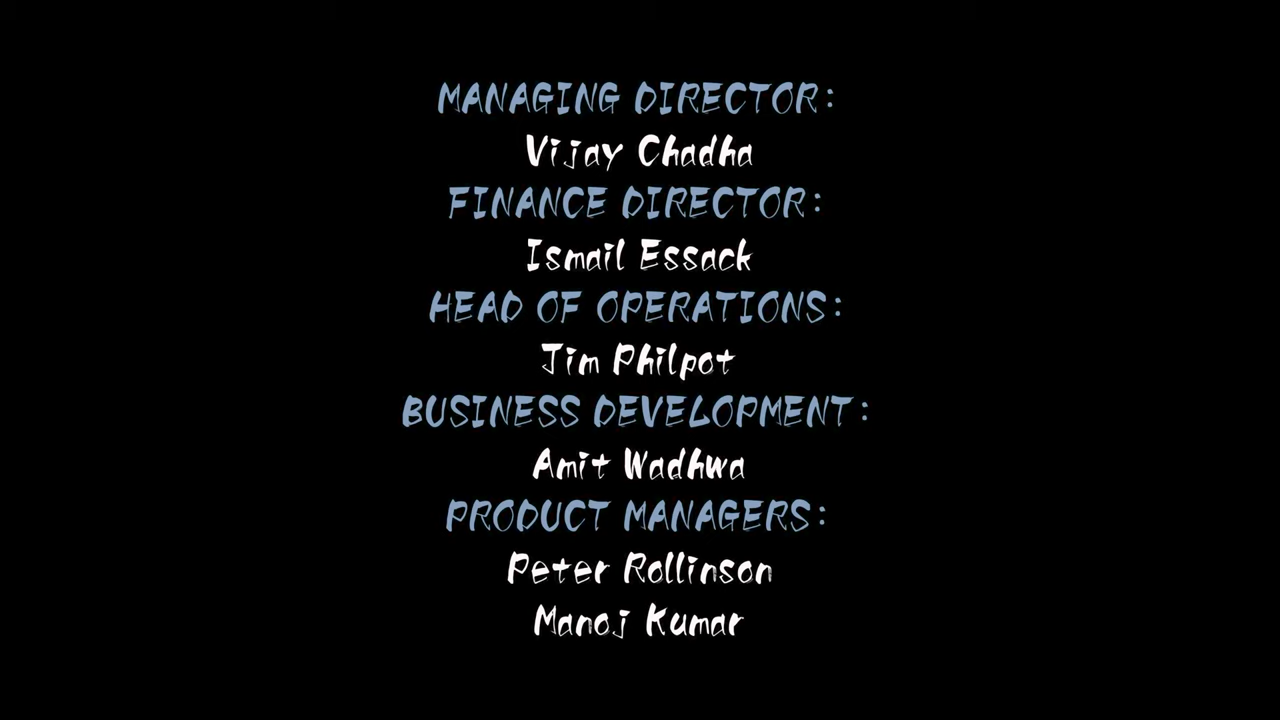 MANAGING DIRECTOR:
Vijay Chadha
FINANCE DIRECTOR:
Ismail Essack
HEAD OF OPERATIONS:
Jim Philpot
BUSINESS DEVELOPMENT:
Amit Wadhwa
PRODUCT MANAGERS:
Peter Rollinson
Manoj Kumar